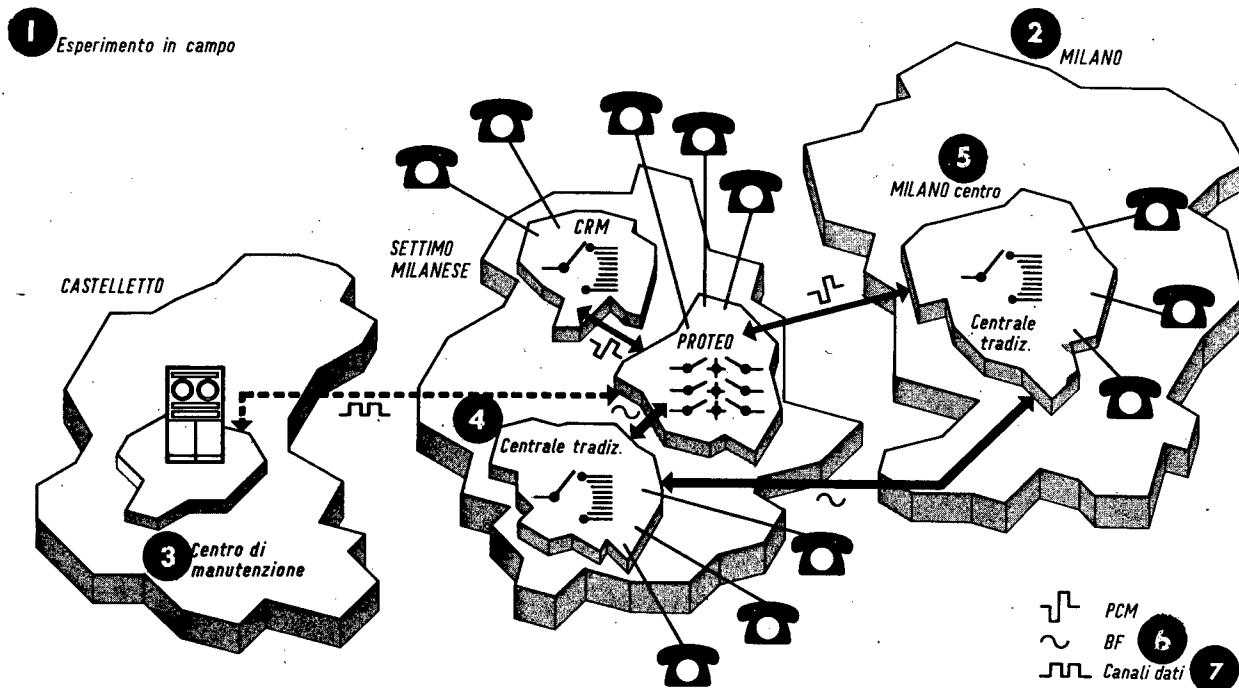 1 Esperimento in campo
2 MILANO
5
MILANO centro
CRM
SETTIMO
MILANESE
CASTELLETTO
PROTEO
Centrale
tradiz.
4
Centrale tradiz.
3 Centro di
manutenzione
PCM
BF 6
Canali dati 7